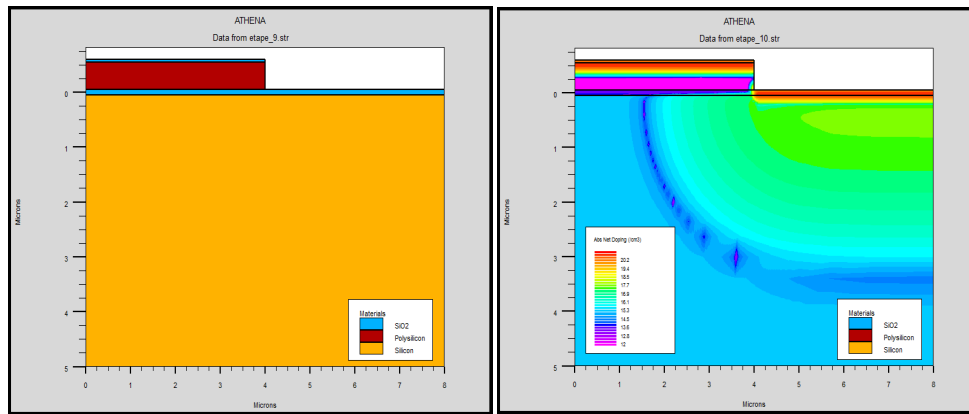 ATHENA
Data from etape_9.str
Microns
0
1
2
3
4
5
0
1
2
3
4
5
6
7
8
Microns
Materials
SiO2
Polysilicon
Silicon
ATHENA
Data from etape_10.str
Microns
0
1
2
3
4
5
0
1
2
3
4
5
6
7
8
Microns
Abs Net Doping (/cm3)
20.2
19.4
18.5
17.7
16.9
16.1
15.3
14.5
13.6
12.8
12
Materials
SiO2
Polysilicon
Silicon